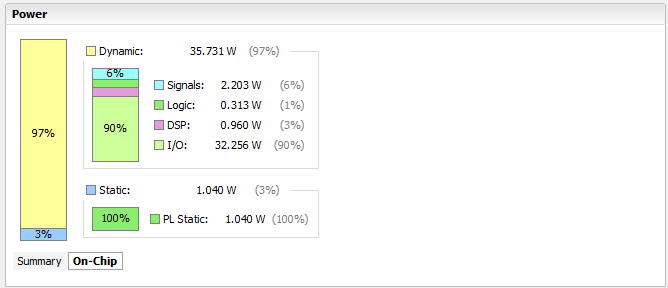 Power
Dynamic: 35.731 W (97%)
6%
Signals: 2.203 W (6%)
Logic: 0.313 W (1%)
97%
90%
DSP: 0.960 W (3%)
I/O: 32.256 W (90%)
Static: 1.040 W (3%)
100%
PL Static: 1.040 W (100%)
3%
Summary On-Chip